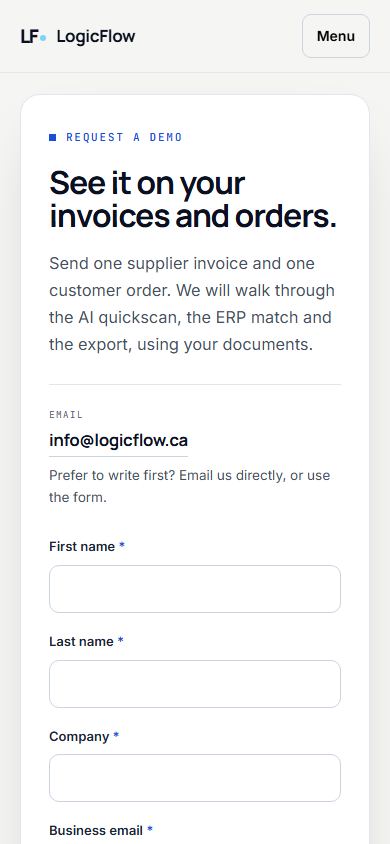 LF LogicFlow
Menu
REQUEST A DEMO
See it on your
invoices and orders.
Send one supplier invoice and one
customer order. We will walk through
the AI quickscan, the ERP match and
the export, using your documents.
EMAIL
info@logicflow.ca
Prefer to write first? Email us directly, or use
the form.
First name *
Last name *
Company *
Business email *